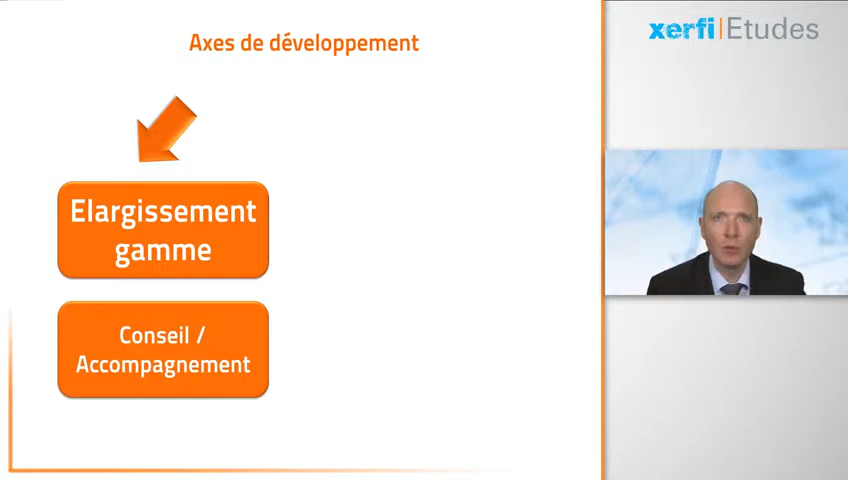 Axes de développement
xerfi|Etudes
Elargissement
gamme
Conseil /
Accompagnement